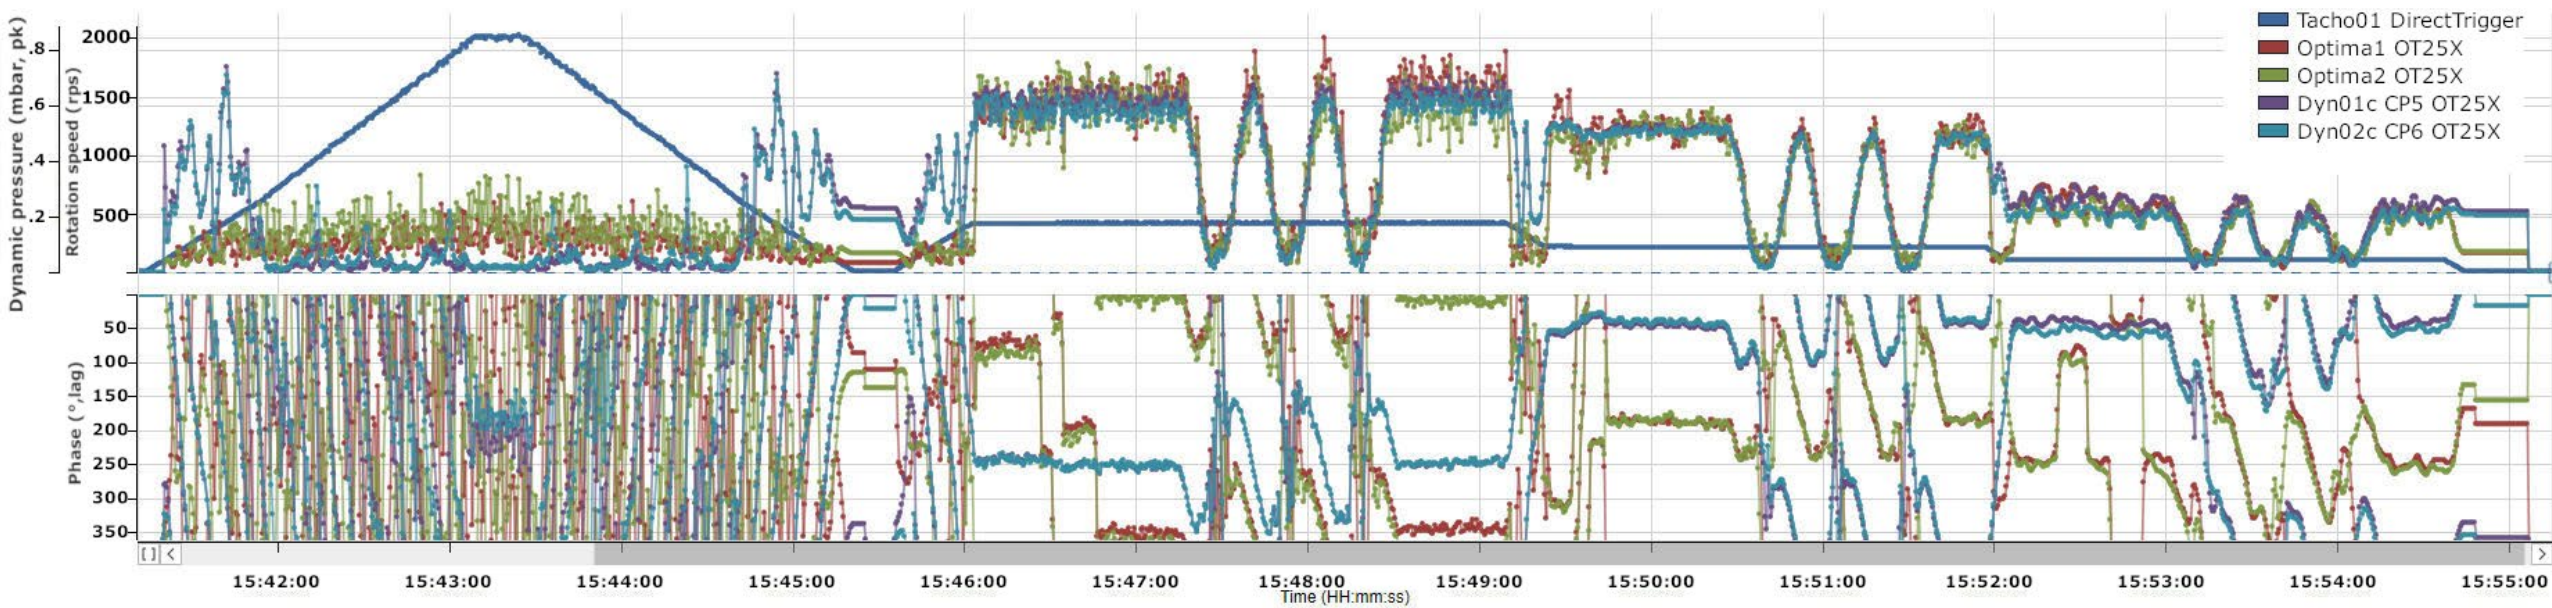 Tacho01 DirectTrigger
Optima1 OT25X
Optima2 OT25X
Dyn01c CP5 OT25X
Dyn02c CP6 OT25X
Dynamic pressure (mbar, pk)
.8
.6
.4
.2
Rotation speed (rps)
2000
1500
1000
500
Phase (°,lag)
50
100
150
200
250
300
350
[ ] <
>
15:42:00 15:43:00 15:44:00 15:45:00 15:46:00 15:47:00 15:48:00 15:49:00 15:50:00 15:51:00 15:52:00 15:53:00 15:54:00 15:55:00
Time (HH:mm:ss)